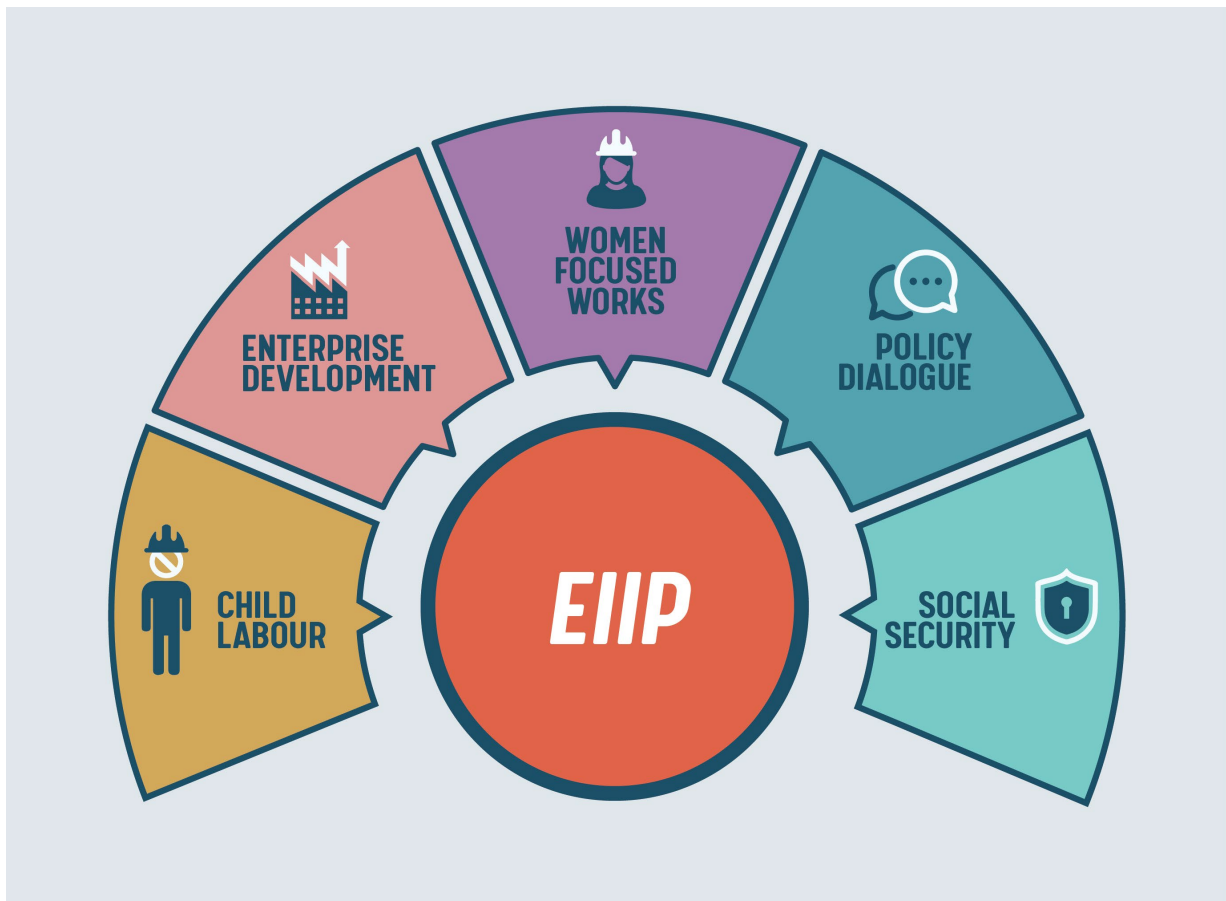 WOMEN
FOCUSED
WORKS
ENTERPRISE
DEVELOPMENT
POLICY
DIALOGUE
CHILD
LABOUR
SOCIAL
SECURITY
EIIP